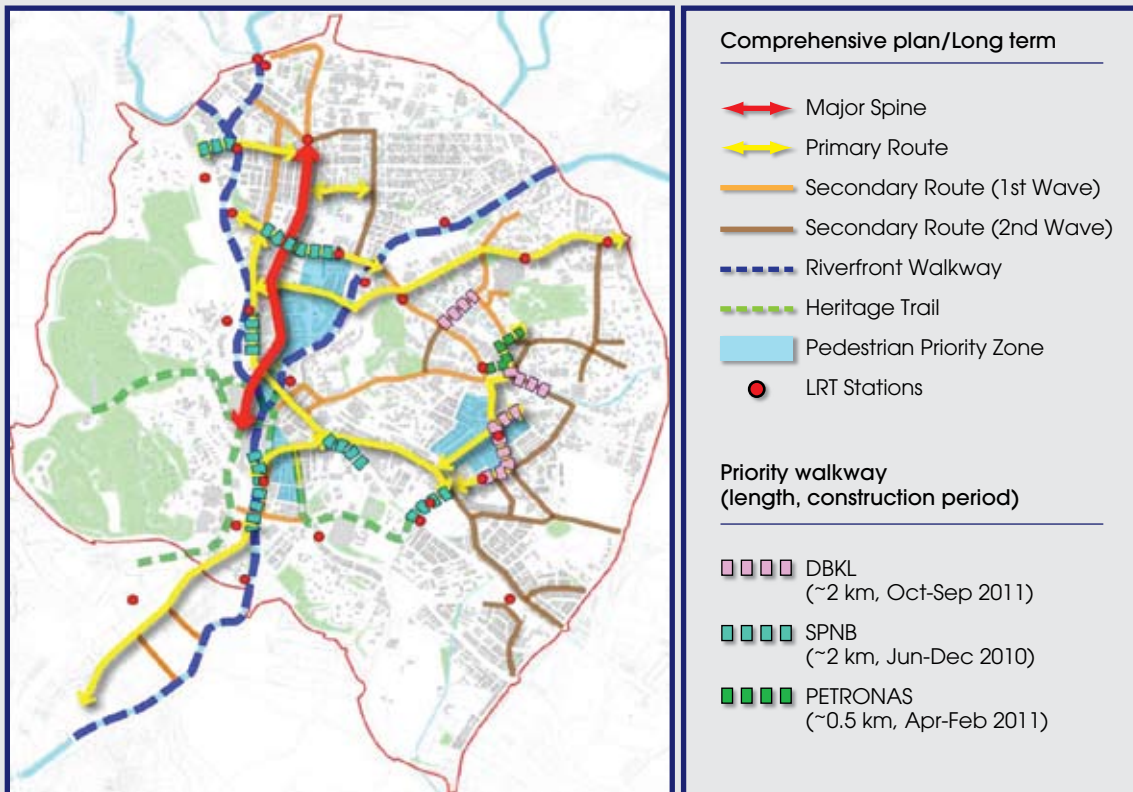 Comprehensive plan/Long term
Major Spine
Primary Route
Secondary Route (1st Wave)
Secondary Route (2nd Wave)
Riverfront Walkway
Heritage Trail
Pedestrian Priority Zone
LRT Stations
Priority walkway
(length, construction period)
DBKL
(~2 km, Oct-Sep 2011)
SPNB
(~2 km, Jun-Dec 2010)
PETRONAS
(~0.5 km, Apr-Feb 2011)